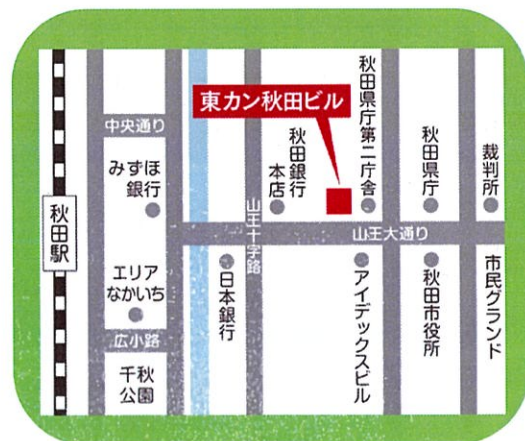 中央通り
みずほ
銀行
秋田駅
エリア
なかいち
広小路
千秋
公園
東カン秋田ビル
秋田銀行
本店
秋田県庁第二庁舎
秋田県庁
裁判所
山王十字路
山王大通り
日本銀行
アイデックスビル
秋田市役所
市民グランド